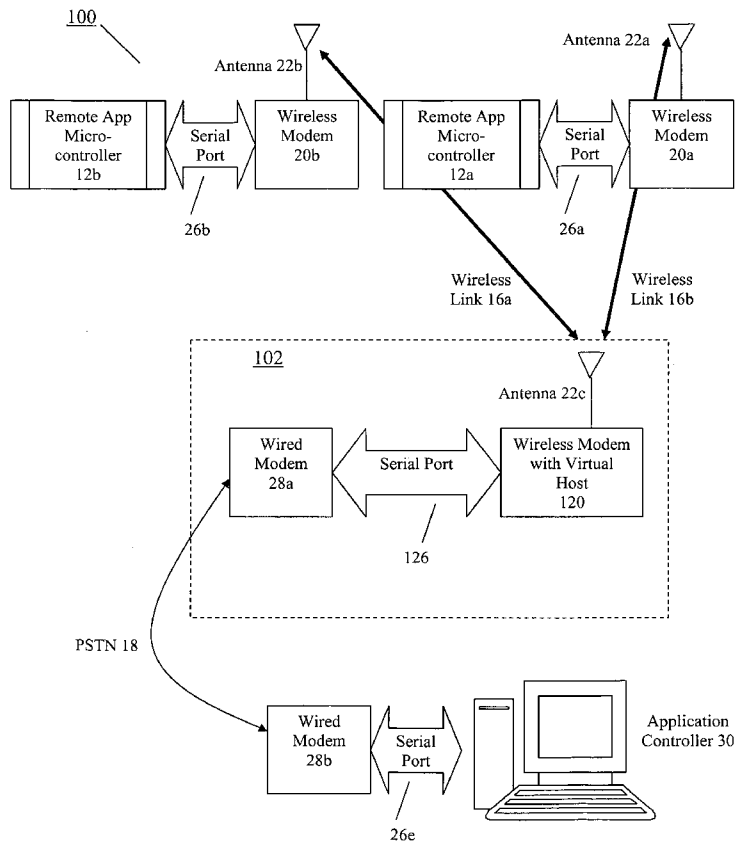 100
Antenna 22b
Antenna 22a
Remote App
Micro-
controller
12b
Serial
Port
Wireless
Modem
20b
Remote App
Micro-
controller
12a
Serial
Port
Wireless
Modem
20a
26b
26a
Wireless
Link 16a
Wireless
Link 16b
102
Antenna 22c
Wired
Modem
28a
Serial Port
Wireless Modem
with Virtual
Host
120
126
PSTN 18
Wired
Modem
28b
Serial
Port
Application
Controller 30
26e